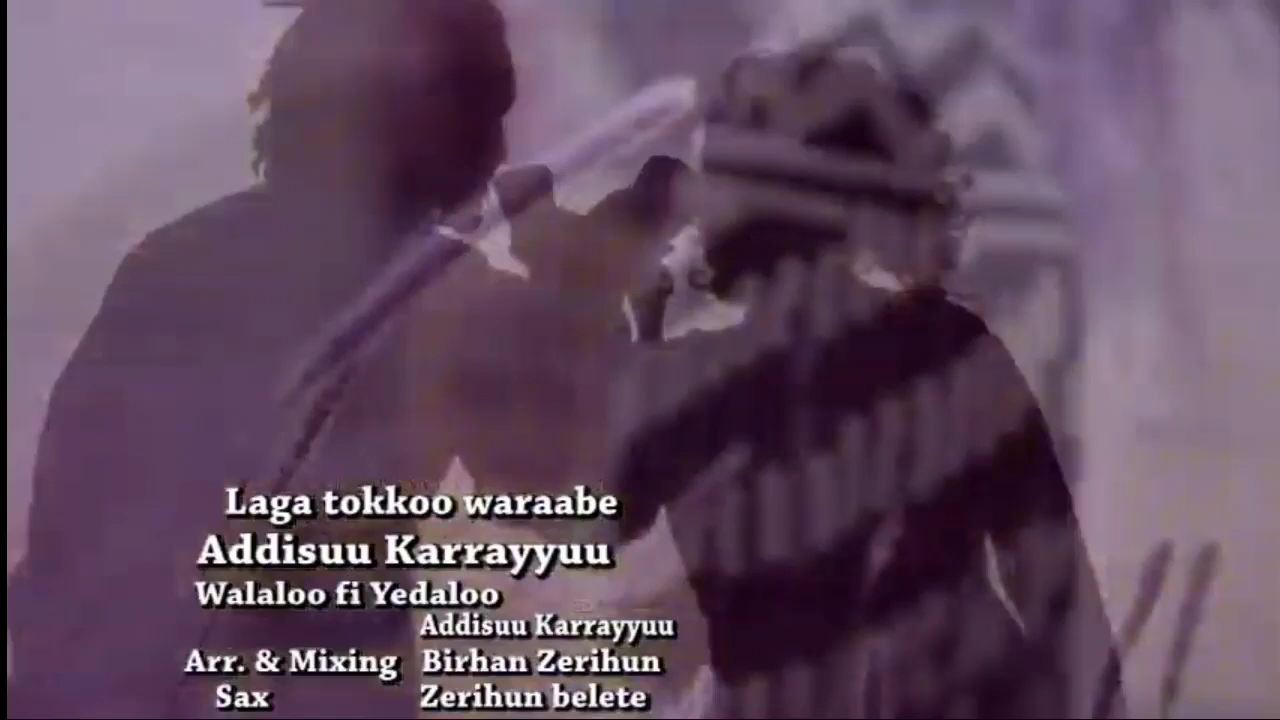 Laga tokkoo waraabe
Addisuu Karrayyuu
Walaloo fi Yedaloo
Addisuu Karrayyuu
Arr. & Mixing Birhan Zerihun
Sax Zerihun belete